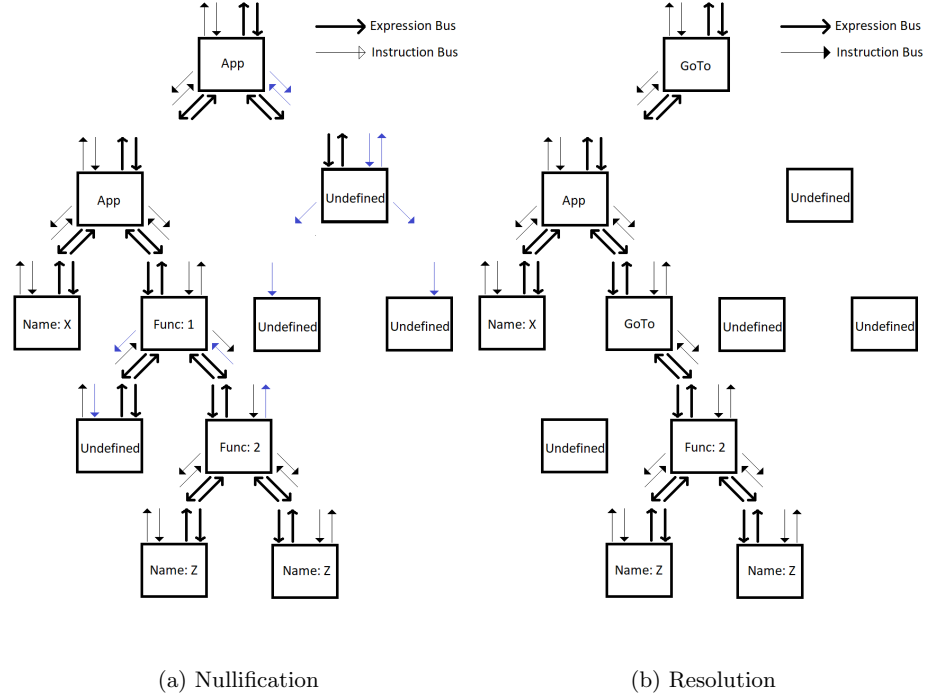 App
Expression Bus
Instruction Bus
GoTo
Expression Bus
Instruction Bus
App
Undefined
App
Undefined
Name: X
Func: 1
Undefined
Undefined
Name: X
GoTo
Undefined
Undefined
Undefined
Func: 2
Undefined
Func: 2
Name: Z
Name: Z
Name: Z
Name: Z
(a) Nullification
(b) Resolution